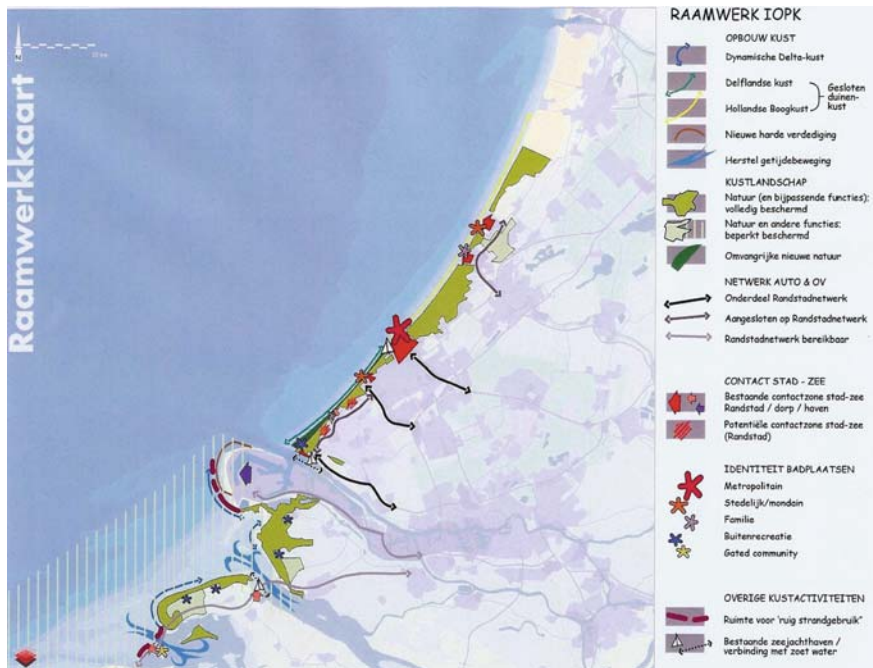 Raamwerkkaart
N
RAAMWERK IOPK
OPBOUW KUST
Dynamische Delta-kust
Delflandse kust
Hollandse Boogkust
Gesloten
duinen-
kust
Nieuwe harde verdediging
Herstel getijdebeweging
KUSTLANDSCHAP
Natuur (en bijpassende functies);
volledig beschermd
Natuur en andere functies;
beperkt beschermd
Omvangrijke nieuwe natuur
NETWERK AUTO & OV
Onderdeel Randstadnetwerk
Aangesloten op Randstadnetwerk
Randstadnetwerk bereikbaar
CONTACT STAD - ZEE
Bestaande contactzone stad-zee
Randstad / dorp / haven
Potentiële contactzone stad-zee
(Randstad)
IDENTITEIT BADPLAATSEN
Metropolitain
Stedelijk/mondain
Familie
Buitenrecreatie
Gated community
OVERIGE KUSTACTIVITEITEN
Ruimte voor 'ruig strandgebruik"
Bestaande zeejachthaven /
verbinding met zoet water